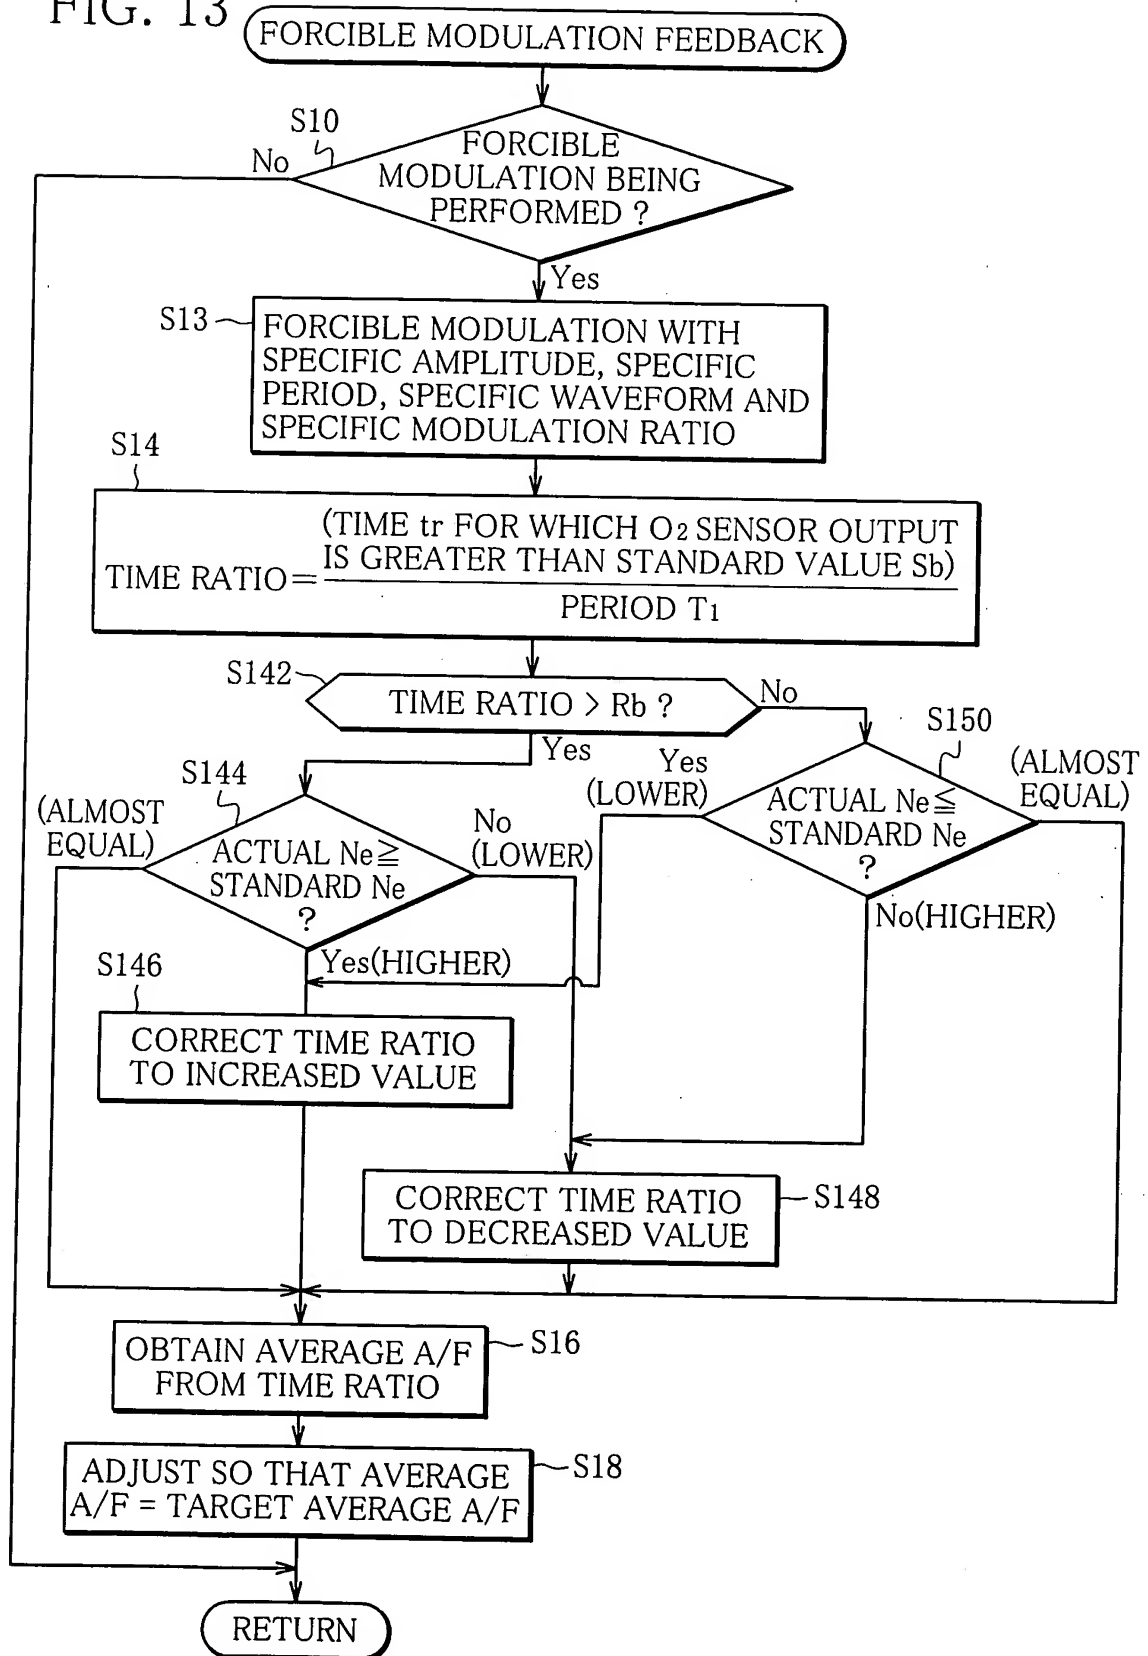 FIG. 13
FORCIBLE MODULATION FEEDBACK
S10
No
FORCIBLE
MODULATION BEING
PERFORMED ?
Yes
S13
FORCIBLE MODULATION WITH
SPECIFIC AMPLITUDE, SPECIFIC
PERIOD, SPECIFIC WAVEFORM AND
SPECIFIC MODULATION RATIO
S14
TIME RATIO=
(TIME tr FOR WHICH O2 SENSOR OUTPUT
IS GREATER THAN STANDARD VALUE Sb)
PERIOD T1
S142
TIME RATIO > Rb ?
No
Yes
S144
(ALMOST
EQUAL)
ACTUAL Ne≧
STANDARD Ne
?
No
(LOWER)
Yes(HIGHER)
S150
Yes
(LOWER)
ACTUAL Ne≦
STANDARD Ne
?
(ALMOST
EQUAL)
No(HIGHER)
S146
CORRECT TIME RATIO
TO INCREASED VALUE
CORRECT TIME RATIO
TO DECREASED VALUE
S148
OBTAIN AVERAGE A/F
FROM TIME RATIO
S16
ADJUST SO THAT AVERAGE
A/F = TARGET AVERAGE A/F
S18
RETURN